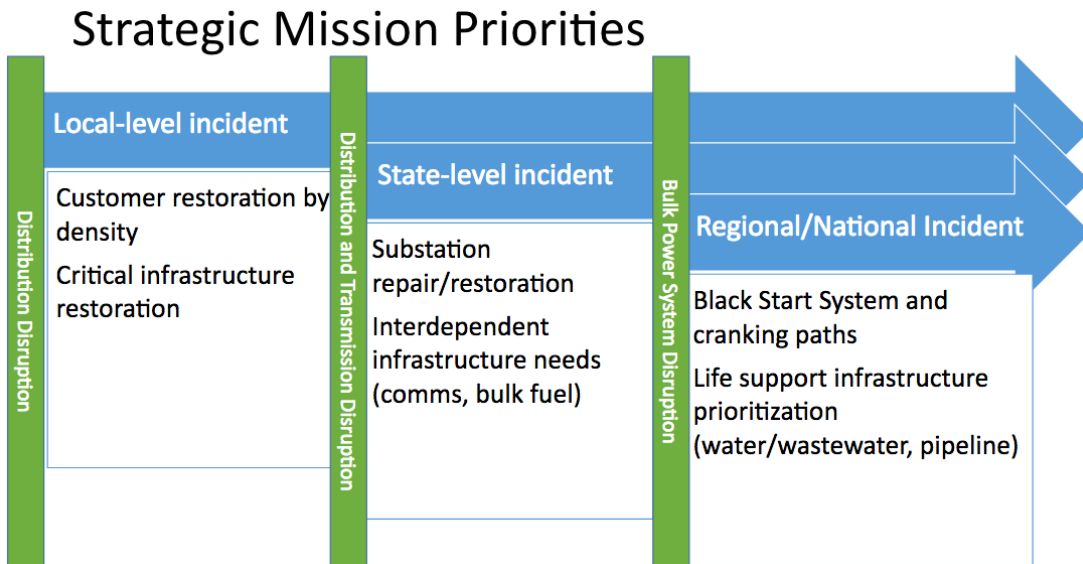 Strategic Mission Priorities
Distribution Disruption
Local-level incident
Customer restoration by
density
Critical infrastructure
restoration
Distribution and Transmission Disruption
State-level incident
Substation
repair/restoration
Interdependent
infrastructure needs
(comms, bulk fuel)
Bulk Power System Disruption
Regional/National Incident
Black Start System and
cranking paths
Life support infrastructure
prioritization
(water/wastewater, pipeline)